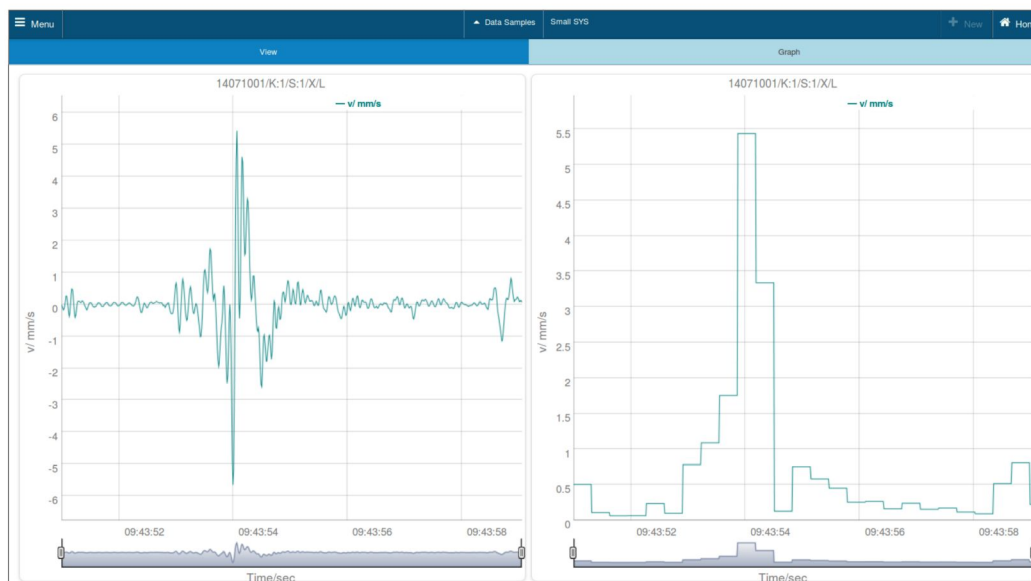 Menu
Data Samples
Small SYS
New
View
Graph
14071001/K:1/S:1/X/L
v/ mm/s
6
5
4
3
2
1
0
-1
-2
-3
-4
-5
-6
v/ mm/s
09:43:52
09:43:54
09:43:56
09:43:58
Time/sec
14071001/K:1/S:1/X/L
v/ mm/s
5.5
5
4.5
4
3.5
3
2.5
2
1.5
1
0.5
0
v/ mm/s
09:43:52
09:43:54
09:43:56
09:43:58
Time/sec